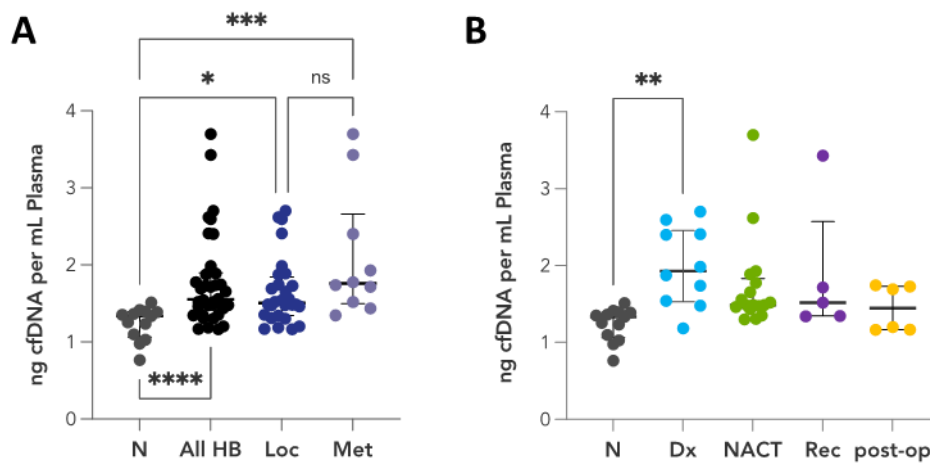 A
B
***
*
ns
**
4
3
2
1
0
ng cfDNA per mL Plasma
****
N All HB Loc Met
4
3
2
1
0
ng cfDNA per mL Plasma
N Dx NACT Rec post-op